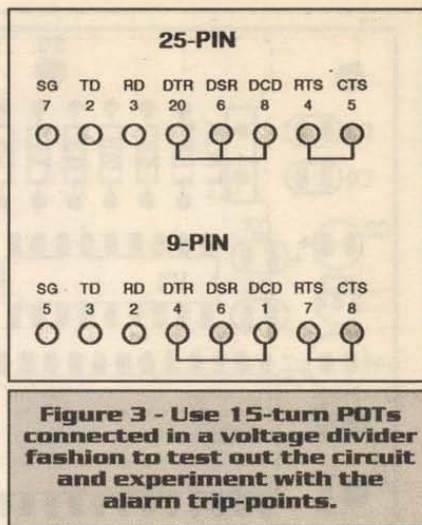 25-PIN
SG TD RD DTR DSR DCD RTS CTS
7 2 3 20 6 8 4 5
9-PIN
SG TD RD DTR DSR DCD RTS CTS
5 3 2 4 6 1 7 8
Figure 3 - Use 15-turn POTs
connected in a voltage divider
fashion to test out the circuit
and experiment with the
alarm trip-points.